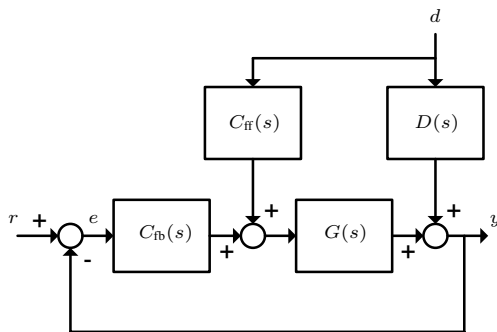 d
C_ff(s)
D(s)
r
+
e
-
C_fb(s)
+
+
G(s)
+
+
y